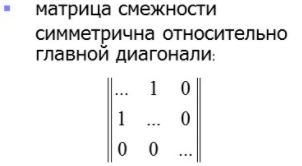 ▪ матрица смежности
симметрична относительно
главной диагонали:
... 1 0
1 ... 0
0 0 ...